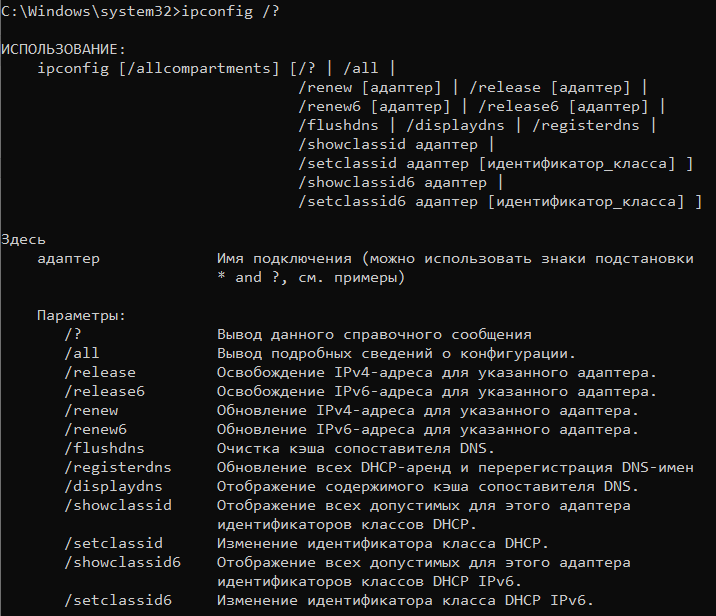 C:\Windows\system32>ipconfig /?
ИСПОЛЬЗОВАНИЕ:
ipconfig [/allcompartments] [/? | /all |
/renew [адаптер] | /release [адаптер] |
/renew6 [адаптер] | /release6 [адаптер] |
/flushdns | /displaydns | /registerdns |
/showclassid адаптер |
/setclassid адаптер [идентификатор_класса] ]
/showclassid6 адаптер |
/setclassid6 адаптер [идентификатор_класса] ]
Здесь
адаптер Имя подключения (можно использовать знаки подстановки
* and ?, см. примеры)
Параметры:
/? Вывод данного справочного сообщения
/all Вывод подробных сведений о конфигурации.
/release Освобождение IPv4-адреса для указанного адаптера.
/release6 Освобождение IPv6-адреса для указанного адаптера.
/renew Обновление IPv4-адреса для указанного адаптера.
/renew6 Обновление IPv6-адреса для указанного адаптера.
/flushdns Очистка кэша сопоставителя DNS.
/registerdns Обновление всех DHCP-аренд и перерегистрация DNS-имен
/displaydns Отображение содержимого кэша сопоставителя DNS.
/showclassid Отображение всех допустимых для этого адаптера
идентификаторов классов DHCP.
/setclassid Изменение идентификатора класса DHCP.
/showclassid6 Отображение всех допустимых для этого адаптера
идентификаторов классов DHCP IPv6.
/setclassid6 Изменение идентификатора класса DHCP IPv6.